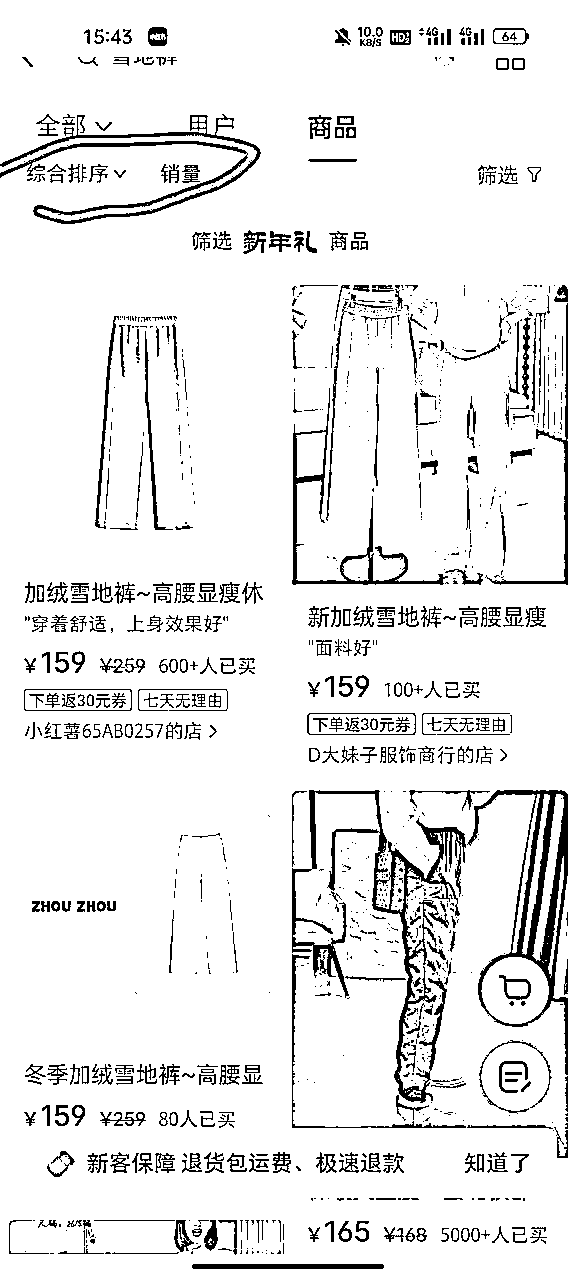 15:43
10.0 KB/S HD 4G 4G 64
雪地裤
全部 用户 商品
综合排序 销量 筛选
筛选 新年礼 商品
加绒雪地裤~高腰显瘦休
"穿着舒适，上身效果好"
¥159 ¥259 600+人已买
下单返30元券 七天无理由
小红薯65AB0257的店
新加绒雪地裤~高腰显瘦
"面料好"
¥159 100+人已买
下单返30元券 七天无理由
D大妹子服饰商行的店
ZHOU ZHOU
冬季加绒雪地裤~高腰显
¥159 ¥259 80人已买
新客保障 退货包运费、极速退款 知道了
¥165 ¥168 5000+人已买